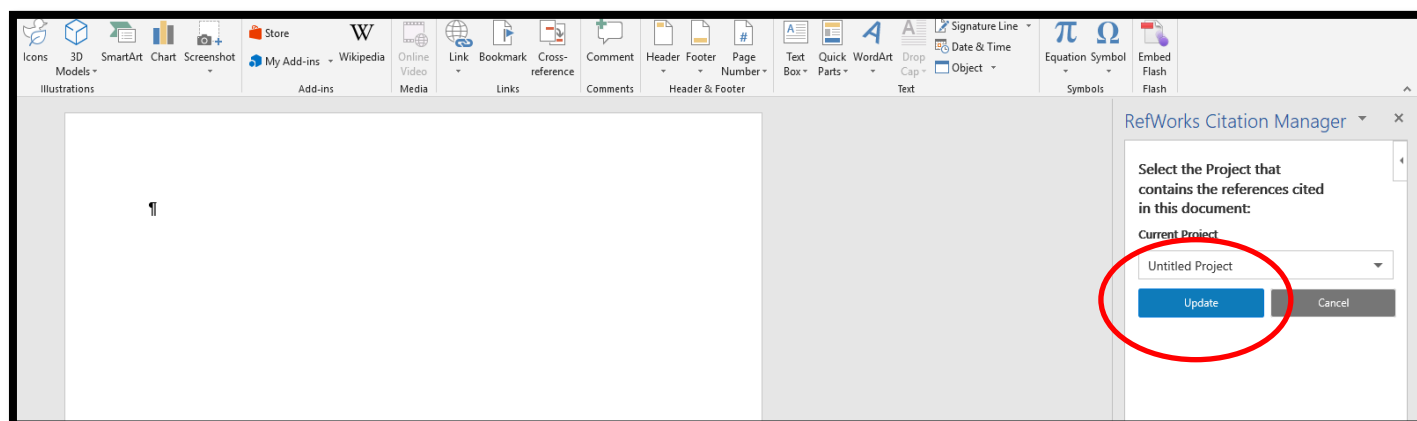 Icons 3D Models SmartArt Chart Screenshot
Illustrations
Store
My Add-ins
Wikipedia
Add-ins
Online Video
Media
Link Bookmark Cross-reference
Links
Comment
Comments
Header Footer Page Number
Header & Footer
Text Box Quick Parts WordArt Drop Cap
Signature Line
Date & Time
Object
Text
Equation Symbol
Symbols
Embed Flash
Flash
RefWorks Citation Manager
Select the Project that
contains the references cited
in this document:
Current Project
Untitled Project
Update Cancel
¶